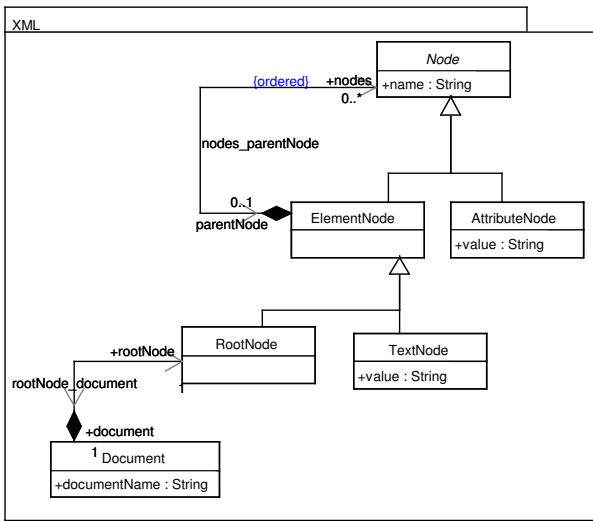 XML
Node
+name : String
{ordered}
+nodes
0..*
nodes_parentNode
0..1
parentNode
ElementNode
AttributeNode
+value : String
RootNode
TextNode
+value : String
+rootNode
1
rootNode_document
+document
1
Document
+documentName : String